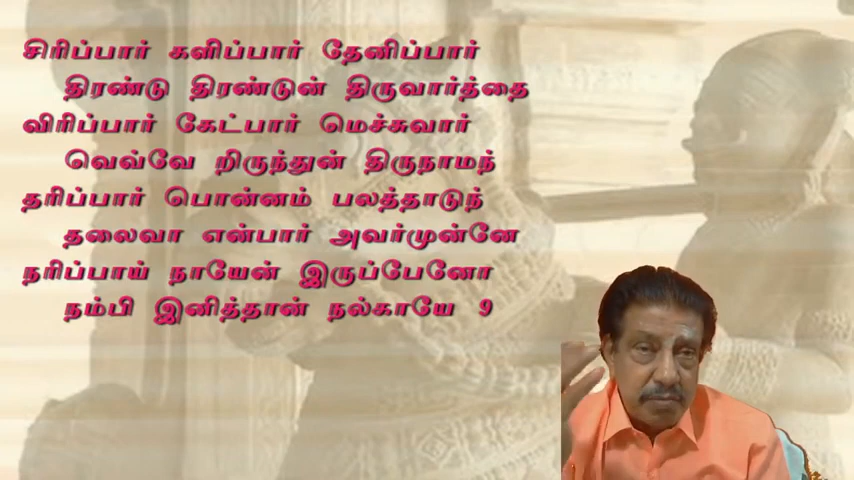 சிரிப்பார் களிப்பார் தேனிப்பார்
திரண்டு திரண்டுன் திருவார்த்தை
விரிப்பார் கேட்பார் மெச்சுவார்
வெவ்வே றிருந்துன் திருநாமந்
தரிப்பார் பொன்னம் பலத்தாடுந்
தலைவா என்பார் அவர்முன்னே
நரிப்பாய் நாயேன் இருப்பேனோ
நம்பி இனித்தான் நல்காயே 9